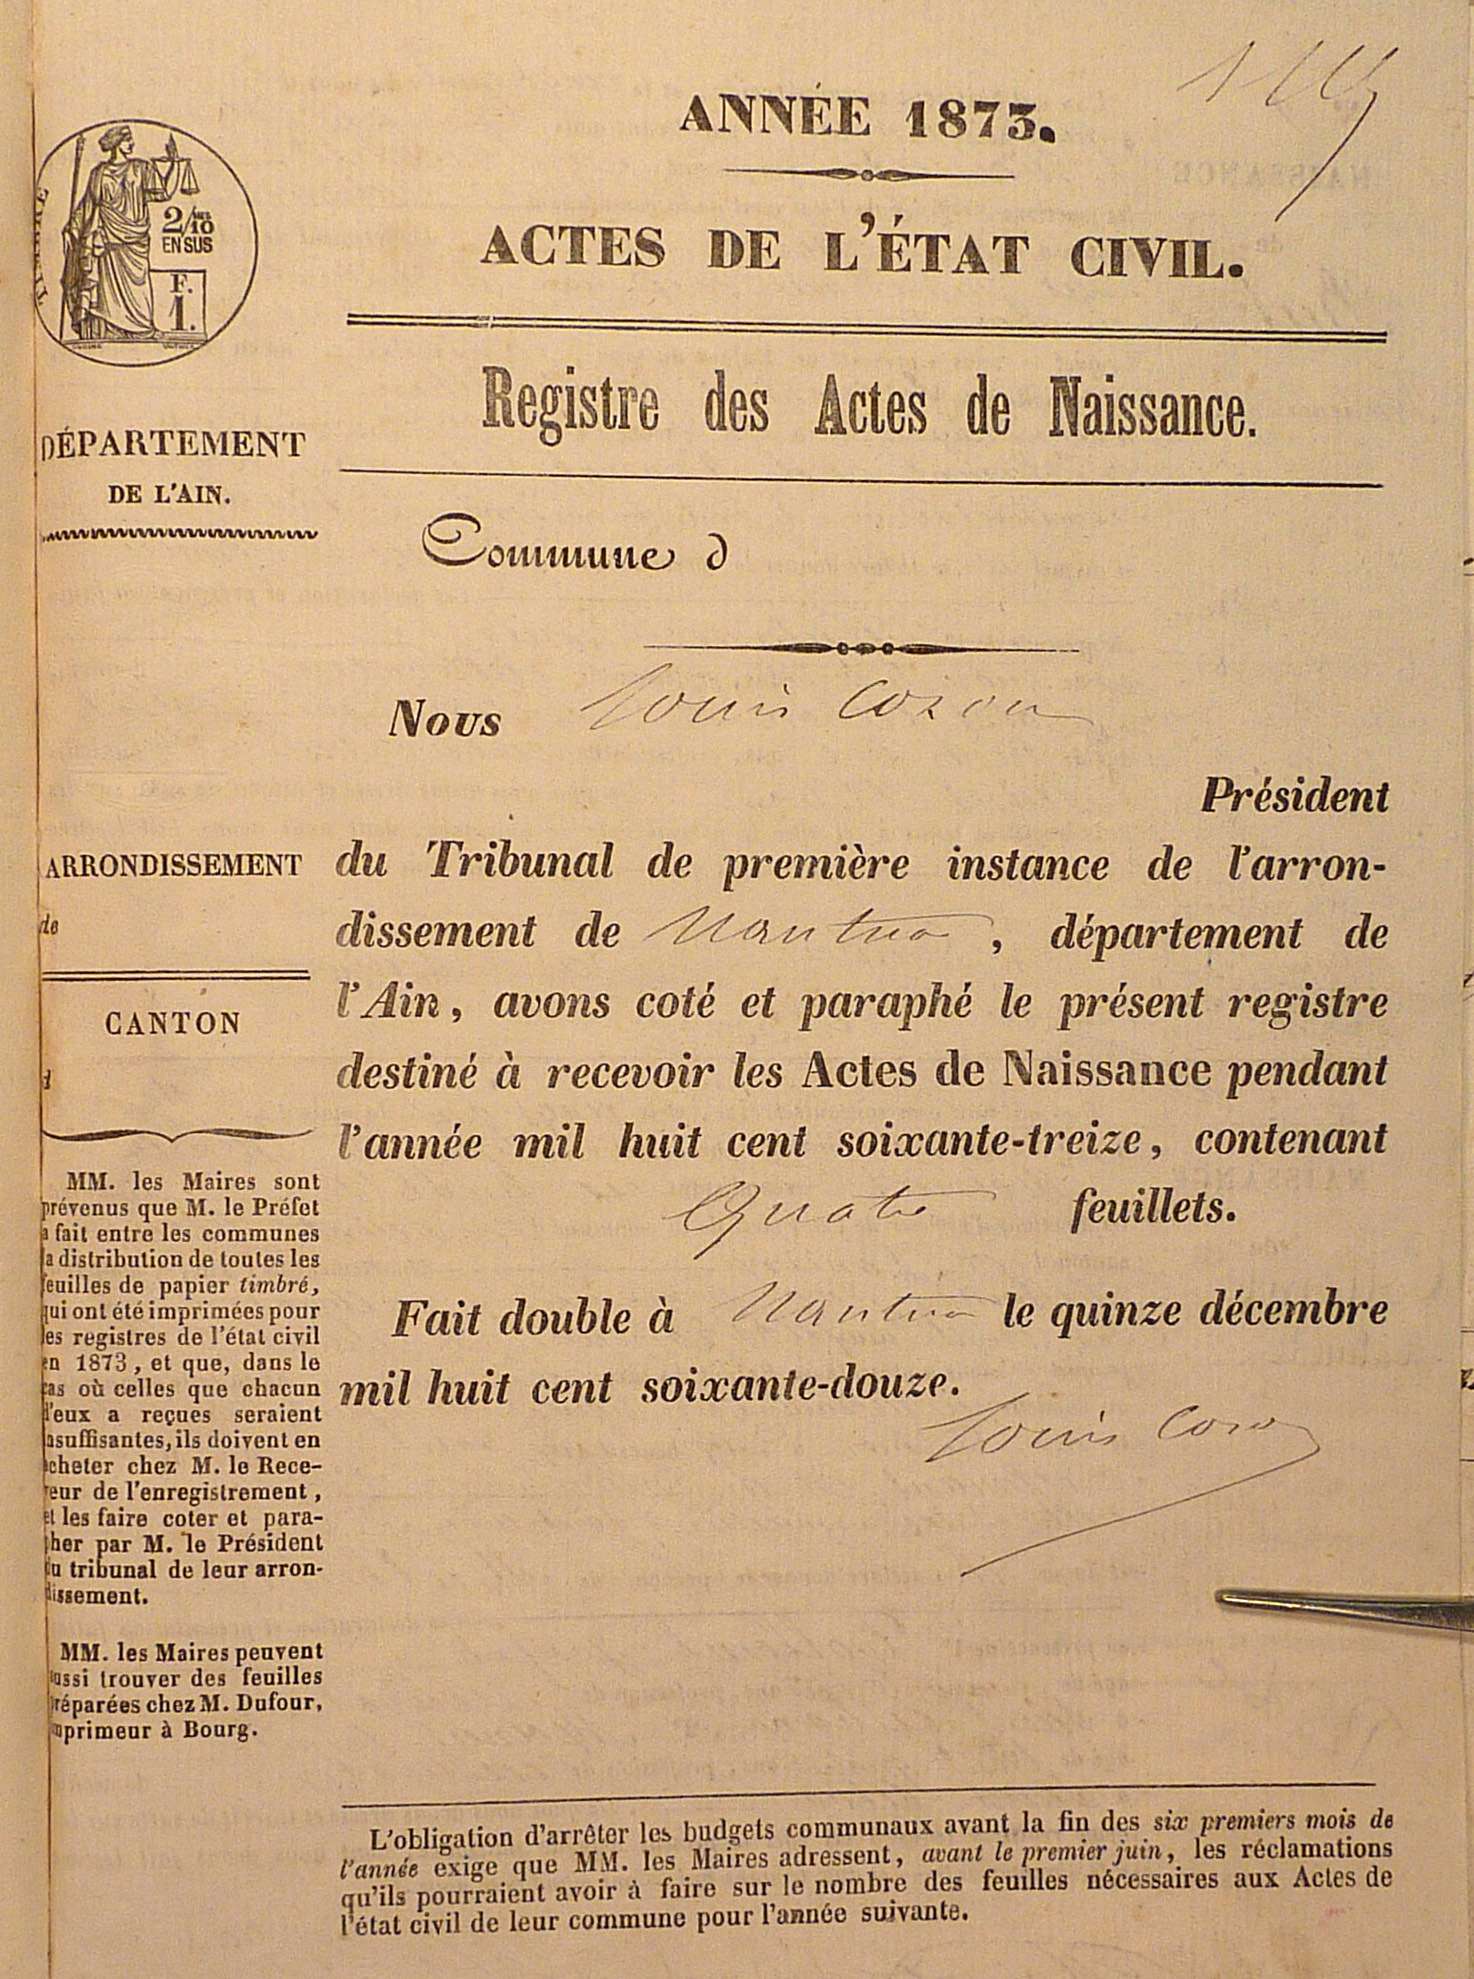 ANNÉE 1873.
ACTES DE L'ÉTAT CIVIL.
2/10
EN SUS
F.
1.
Registre des Actes de Naissance.
DÉPARTEMENT
DE L'AIN.
Commune d
Nous Louis Cozon
Président
ARRONDISSEMENT
de
CANTON
d
du Tribunal de première instance de l'arron-
dissement de Nantua, département de
l'Ain, avons coté et paraphé le présent registre
destiné à recevoir les Actes de Naissance pendant
l'année mil huit cent soixante-treize, contenant
Quatre feuillets.
Fait double à Nantua le quinze décembre
mil huit cent soixante-douze.
Louis Cozon
MM. les Maires sont
prévenus que M. le Préfet
a fait entre les communes
la distribution de toutes les
feuilles de papier timbré,
qui ont été imprimées pour
les registres de l'état civil
en 1873, et que, dans le
cas où celles que chacun
d'eux a reçues seraient
nsuffisantes, ils doivent en
acheter chez M. le Rece-
veur de l'enregistrement,
et les faire coter et para-
pher par M. le Président
du tribunal de leur arron-
dissement.
MM. les Maires peuvent
aussi trouver des feuilles
préparées chez M. Dufour,
mprimeur à Bourg.
L'obligation d'arrêter les budgets communaux avant la fin des six premiers mois de
l'année exige que MM. les Maires adressent, avant le premier juin, les réclamations
qu'ils pourraient avoir à faire sur le nombre des feuilles nécessaires aux Actes de
l'état civil de leur commune pour l'année suivante.